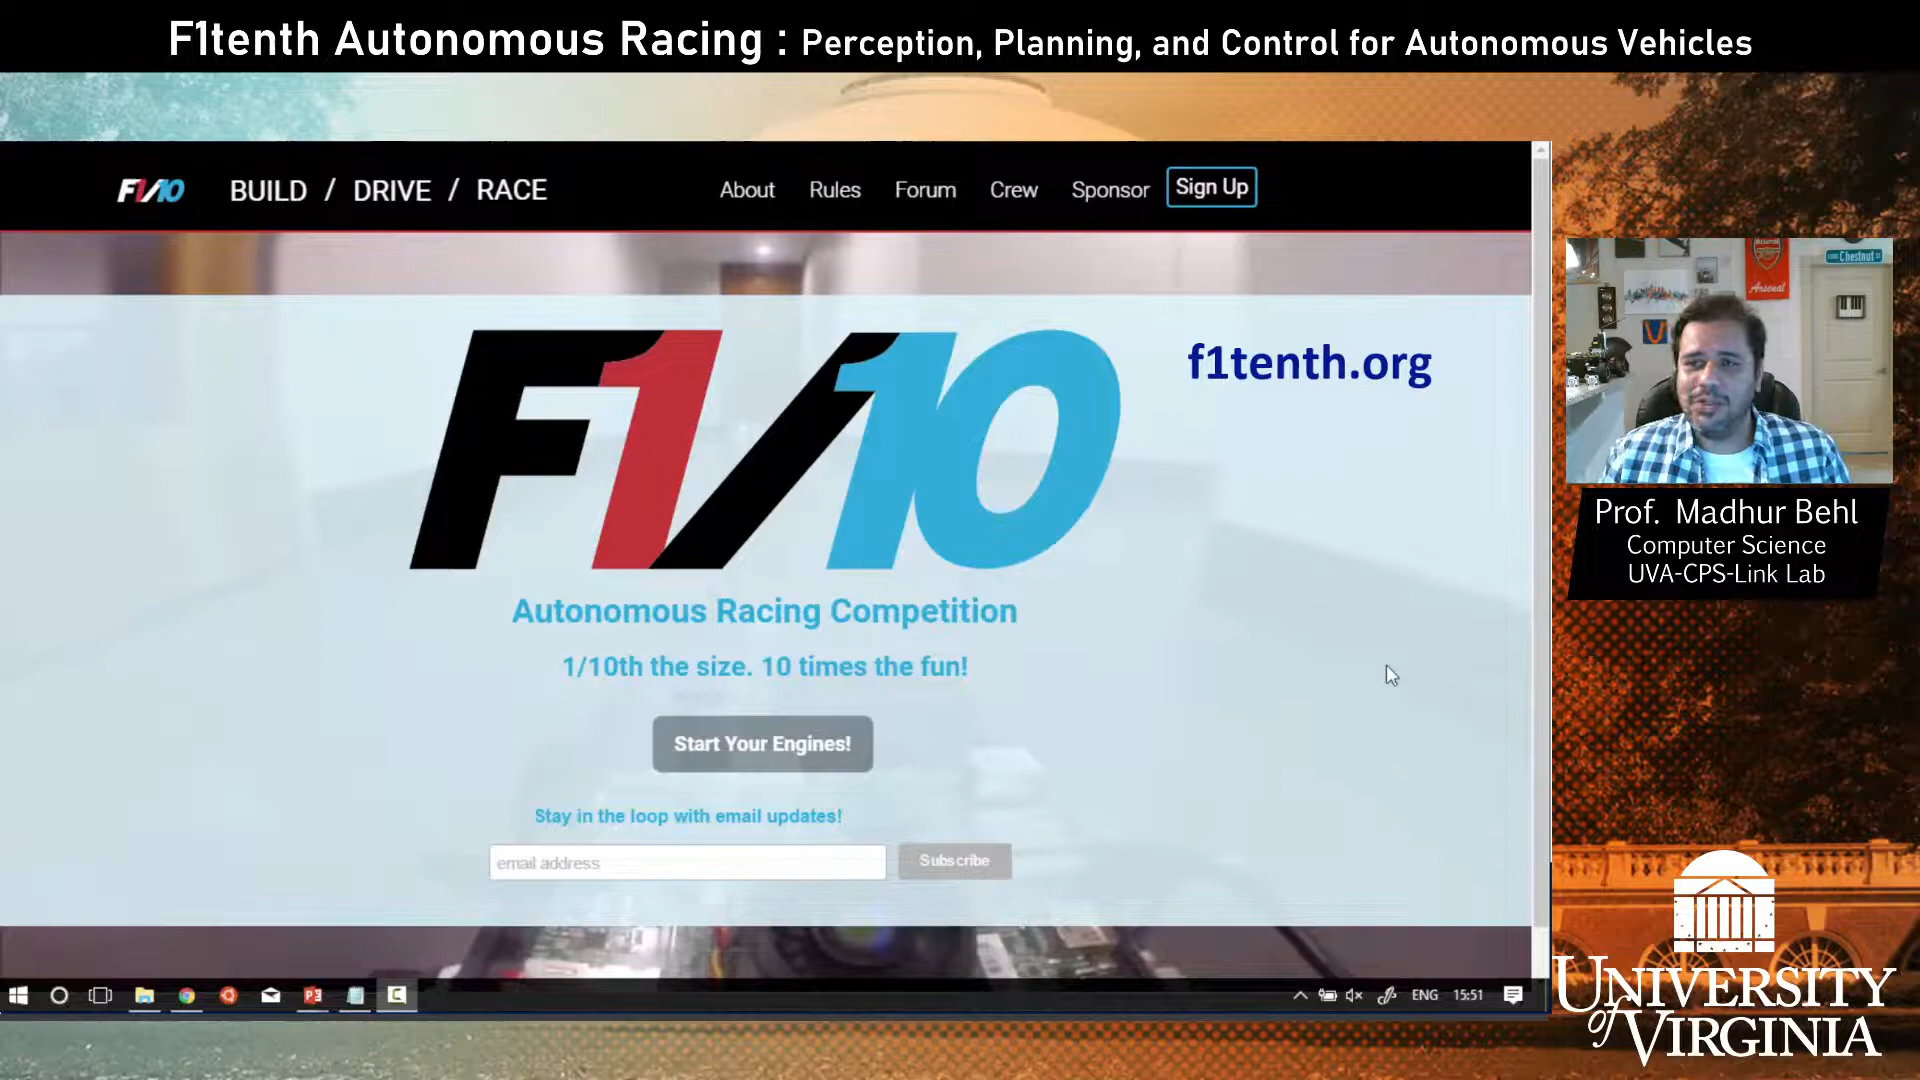 F1tenth Autonomous Racing : Perception, Planning, and Control for Autonomous Vehicles
F1/10 BUILD / DRIVE / RACE About Rules Forum Crew Sponsor Sign Up
F1/10
f1tenth.org
Autonomous Racing Competition
1/10th the size. 10 times the fun!
Start Your Engines!
Stay in the loop with email updates!
email address Subscribe
ENG 15:51
Arsenal
Chestnut St
Prof. Madhur Behl
Computer Science
UVA-CPS-Link Lab
UNIVERSITY
of VIRGINIA